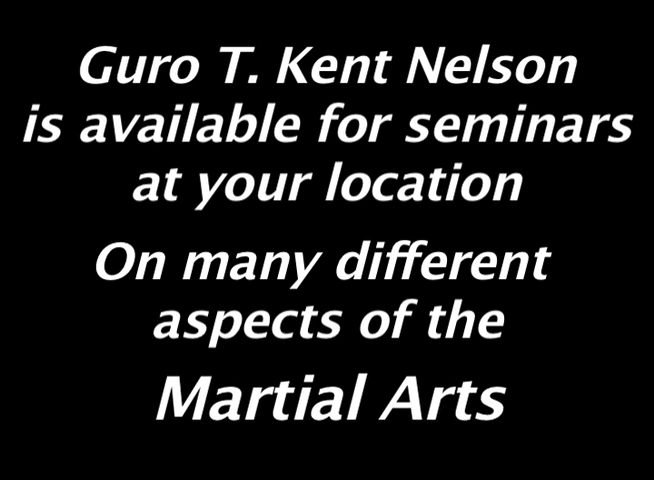 Guro T. Kent Nelson
is available for seminars
at your location
On many different
aspects of the
Martial Arts